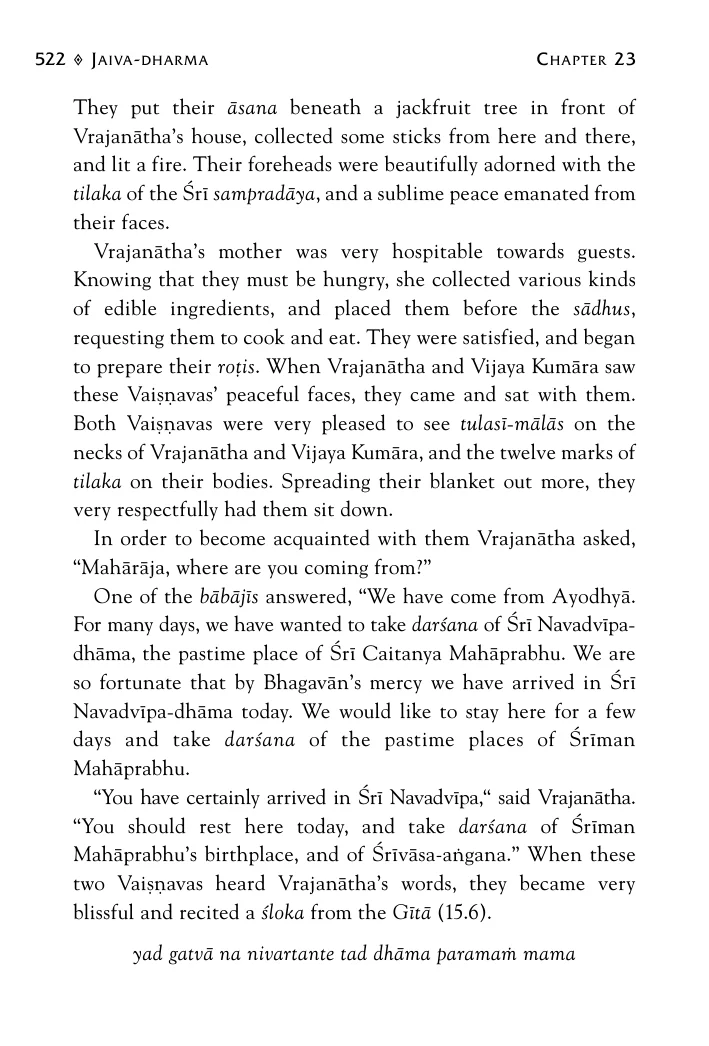 522 ⟡ JAIVA-DHARMA CHAPTER 23
They put their āsana beneath a jackfruit tree in front of
Vrajanātha's house, collected some sticks from here and there,
and lit a fire. Their foreheads were beautifully adorned with the
tilaka of the Śrī sampradāya, and a sublime peace emanated from
their faces.
Vrajanātha's mother was very hospitable towards guests.
Knowing that they must be hungry, she collected various kinds
of edible ingredients, and placed them before the sādhus,
requesting them to cook and eat. They were satisfied, and began
to prepare their roṭis. When Vrajanātha and Vijaya Kumāra saw
these Vaiṣṇavas' peaceful faces, they came and sat with them.
Both Vaiṣṇavas were very pleased to see tulasī-mālās on the
necks of Vrajanātha and Vijaya Kumāra, and the twelve marks of
tilaka on their bodies. Spreading their blanket out more, they
very respectfully had them sit down.
In order to become acquainted with them Vrajanātha asked,
“Mahārāja, where are you coming from?”
One of the bābājīs answered, “We have come from Ayodhyā.
For many days, we have wanted to take darśana of Śrī Navadvīpa-
dhāma, the pastime place of Śrī Caitanya Mahāprabhu. We are
so fortunate that by Bhagavān's mercy we have arrived in Śrī
Navadvīpa-dhāma today. We would like to stay here for a few
days and take darśana of the pastime places of Śrīman
Mahāprabhu.
“You have certainly arrived in Śrī Navadvīpa,“ said Vrajanātha.
“You should rest here today, and take darśana of Śrīman
Mahāprabhu's birthplace, and of Śrīvāsa-aṅgana.” When these
two Vaiṣṇavas heard Vrajanātha's words, they became very
blissful and recited a śloka from the Gītā (15.6).
yad gatvā na nivartante tad dhāma paramaṁ mama